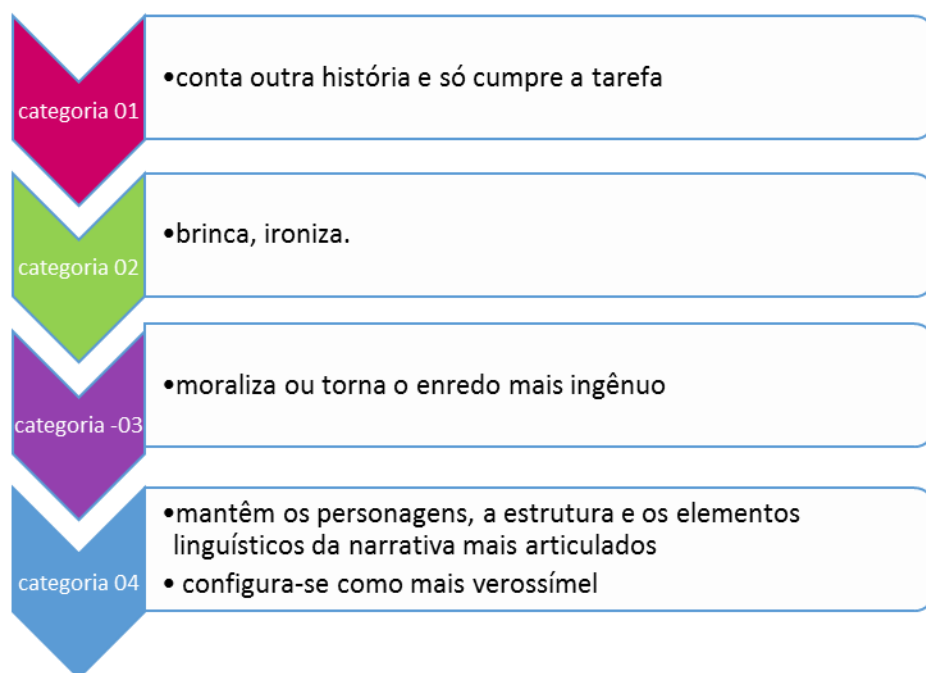 categoria 01
•conta outra história e só cumpre a tarefa
categoria 02
•brinca, ironiza.
categoria -03
•moraliza ou torna o enredo mais ingênuo
categoria 04
•mantêm os personagens, a estrutura e os elementos
linguísticos da narrativa mais articulados
• configura-se como mais verossímel